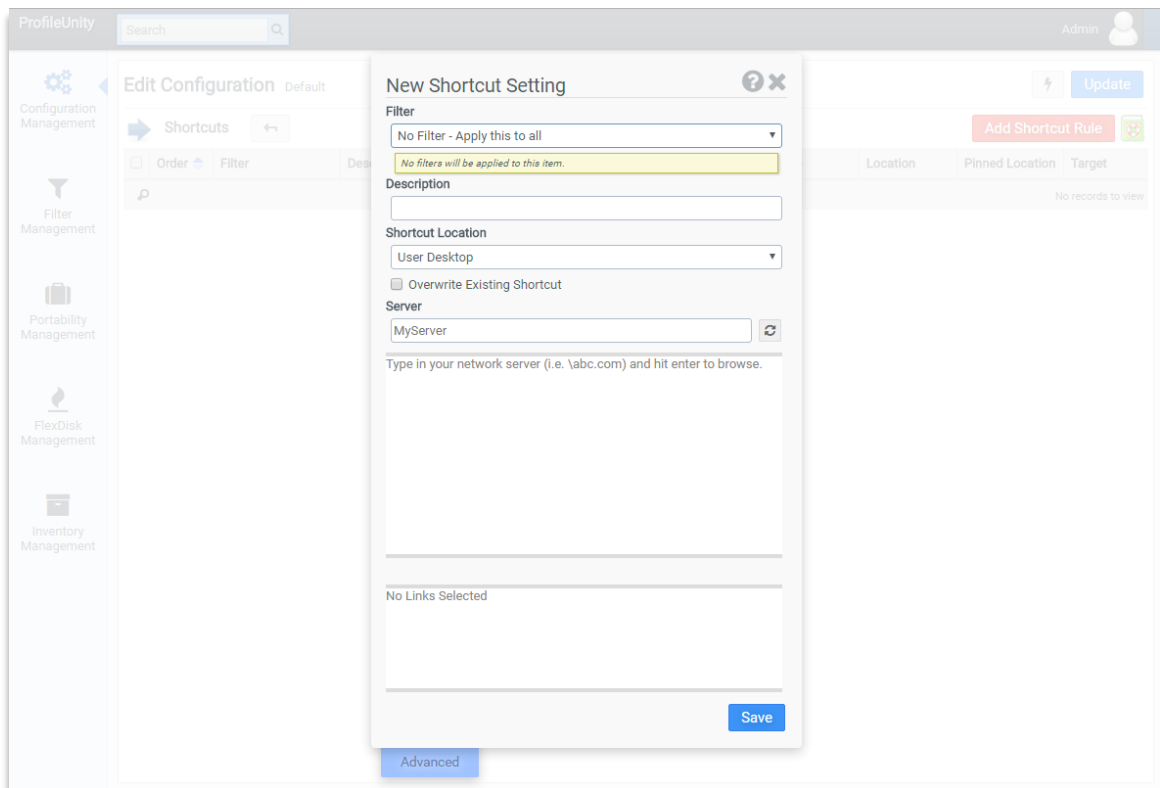 ProfileUnity
Search
Admin
Configuration
Management
Edit Configuration Default
Update
Shortcuts
Add Shortcut Rule
Order Filter Desc Location Pinned Location Target
No records to view
Filter
Management
Portability
Management
FlexDisk
Management
Inventory
Management
New Shortcut Setting
Filter
No Filter - Apply this to all
No filters will be applied to this item.
Description
Shortcut Location
User Desktop
Overwrite Existing Shortcut
Server
MyServer
Type in your network server (i.e. \abc.com) and hit enter to browse.
No Links Selected
Save
Advanced